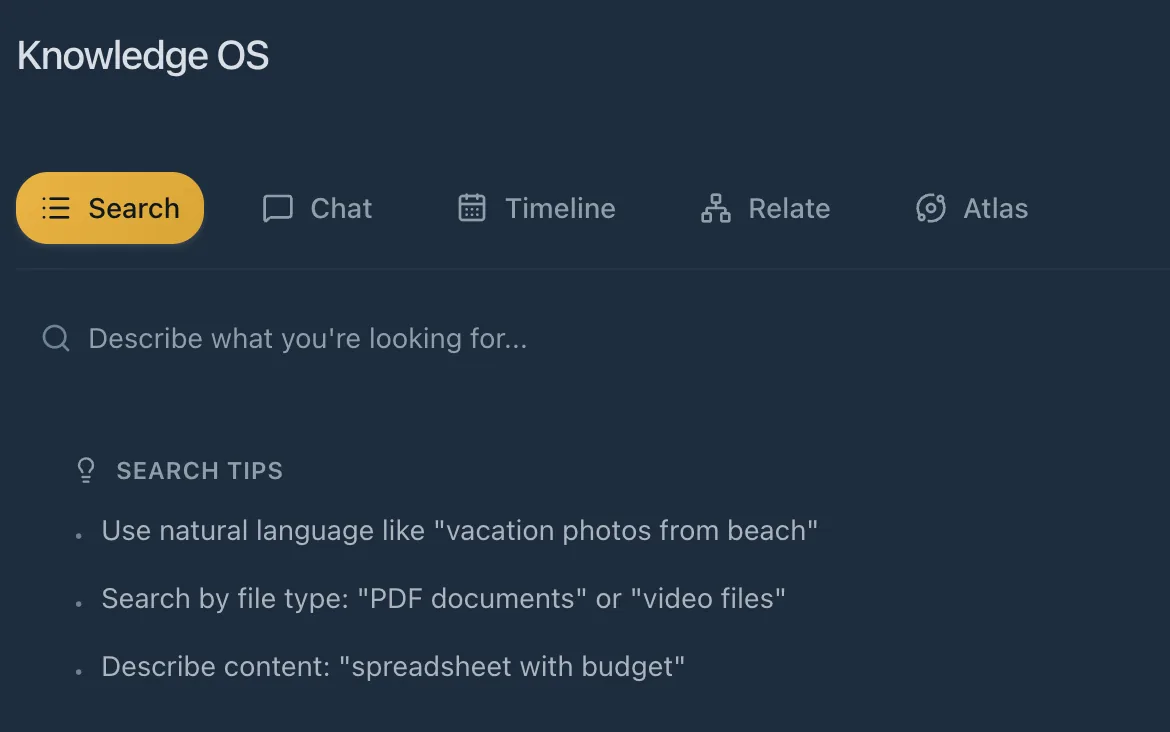 Knowledge OS
Search Chat Timeline Relate Atlas
Describe what you're looking for...
SEARCH TIPS
• Use natural language like "vacation photos from beach"
• Search by file type: "PDF documents" or "video files"
• Describe content: "spreadsheet with budget"